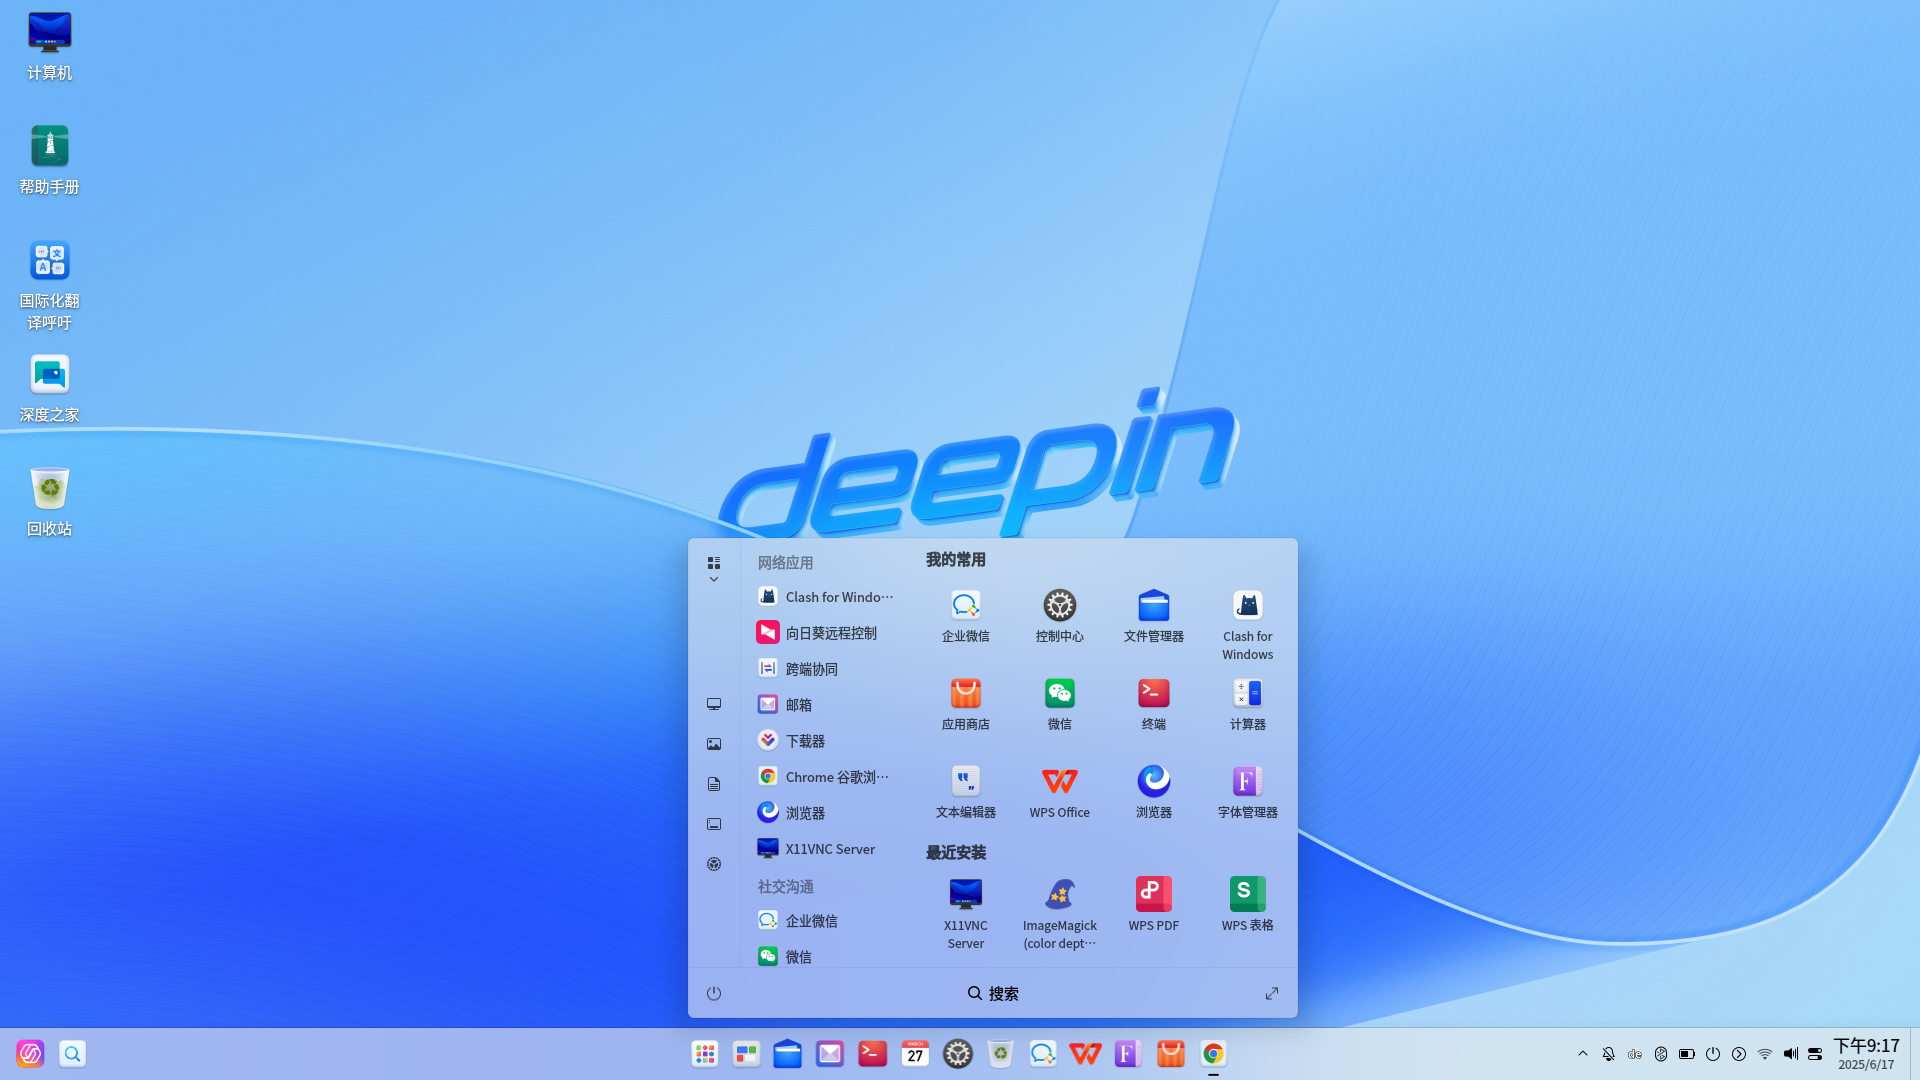 计算机
帮助手册
国际化翻
译呼吁
深度之家
回收站
deepin
网络应用
Clash for Windo···
向日葵远程控制
跨端协同
邮箱
下载器
Chrome 谷歌浏···
浏览器
X11VNC Server
社交沟通
企业微信
微信
我的常用
企业微信
控制中心
文件管理器
Clash for
Windows
应用商店
微信
终端
计算器
文本编辑器
WPS Office
浏览器
字体管理器
最近安装
X11VNC
Server
ImageMagick
(color dept···
WPS PDF
WPS 表格
搜索
MARCH
27
de
下午9:17
2025/6/17